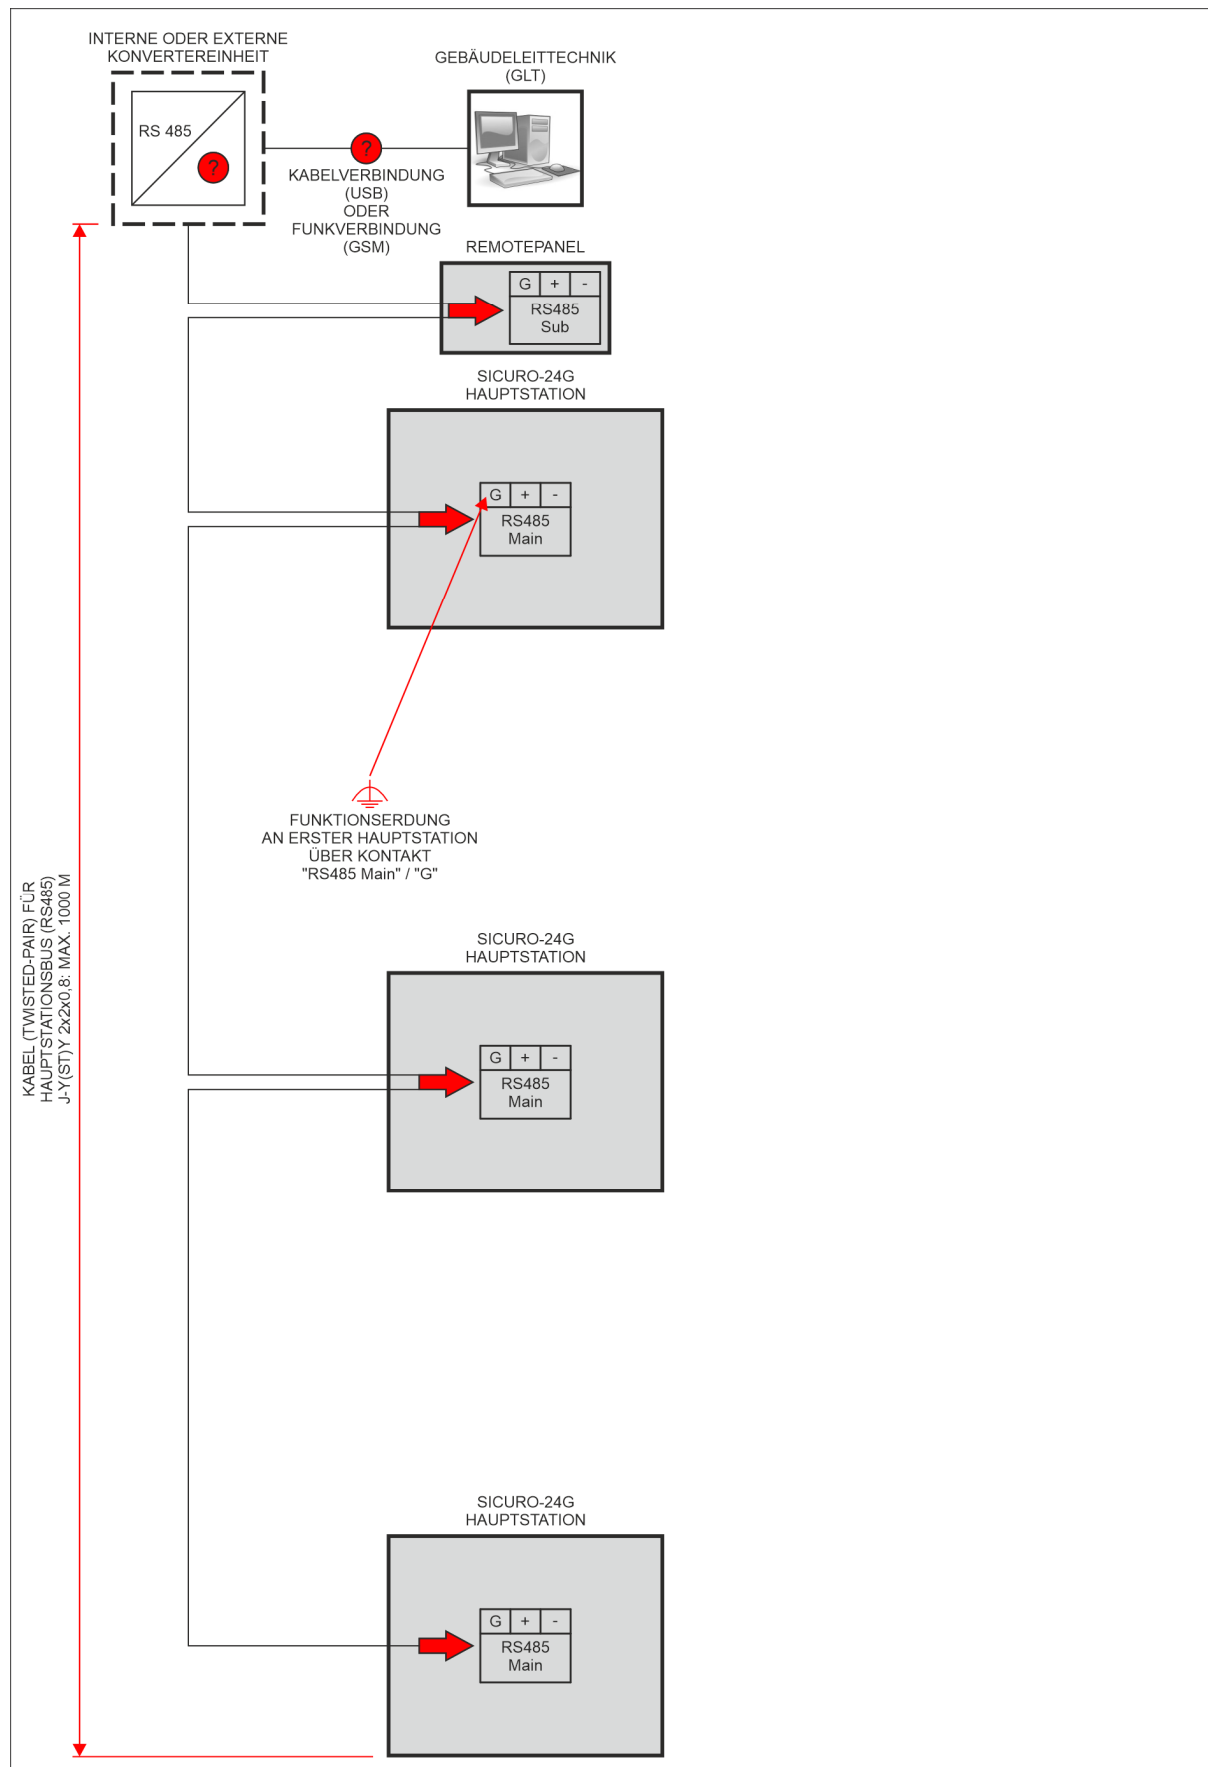 INTERNE ODER EXTERNE
KONVERTEREINHEIT
RS 485
?
?
KABELVERBINDUNG
(USB)
ODER
FUNKVERBINDUNG
(GSM)
GEBÄUDELEITTECHNIK
(GLT)
REMOTEPANEL
G + -
RS485
Sub
SICURO-24G
HAUPTSTATION
G + -
RS485
Main
FUNKTIONSERDUNG
AN ERSTER HAUPTSTATION
ÜBER KONTAKT
"RS485 Main" / "G"
KABEL (TWISTED-PAIR) FÜR
HAUPTSTATIONSBUS (RS485)
J-Y(ST)Y 2x2x0,8: MAX. 1000 M
SICURO-24G
HAUPTSTATION
G + -
RS485
Main
SICURO-24G
HAUPTSTATION
G + -
RS485
Main